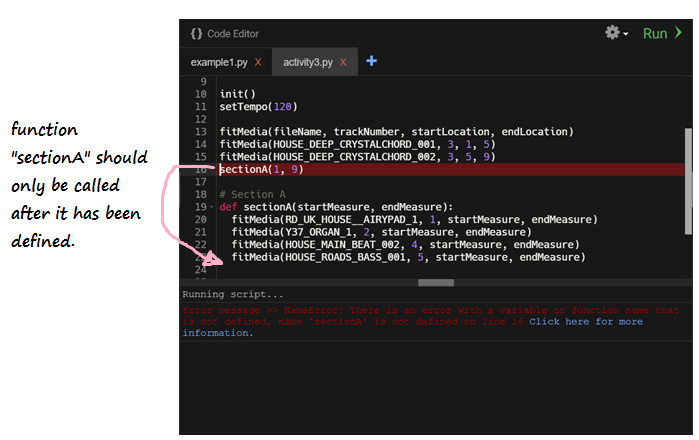 {} Code Editor
Run
example1.py X
activity3.py X
+
9
10 init()
11 setTempo(120)
12
13 fitMedia(fileName, trackNumber, startLocation, endLocation)
14 fitMedia(HOUSE_DEEP_CRYSTALCHORD_001, 3, 1, 5)
15 fitMedia(HOUSE_DEEP_CRYSTALCHORD_002, 3, 5, 9)
16 sectionA(1, 9)
17
18 # Section A
19 def sectionA(startMeasure, endMeasure):
20 fitMedia(RD_UK_HOUSE__AIRYPAD_1, 1, startMeasure, endMeasure)
21 fitMedia(Y37_ORGAN_1, 2, startMeasure, endMeasure)
22 fitMedia(HOUSE_MAIN_BEAT_002, 4, startMeasure, endMeasure)
fitMedia(HOUSE_ROADS_BASS_001, 5, startMeasure, endMeasure)
24
function
"sectionA" should
only be called
after it has been
defined.
Running script...
Error message >> NameError: There is an error with a variable or function name that
is not defined, name 'sectionA' is not defined on line 16 Click here for more
information.